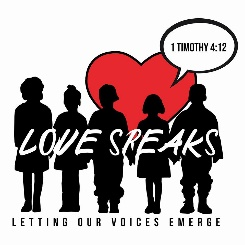 1 TIMOTHY 4:12
LOVE SPEAKS
LETTING OUR VOICES EMERGE